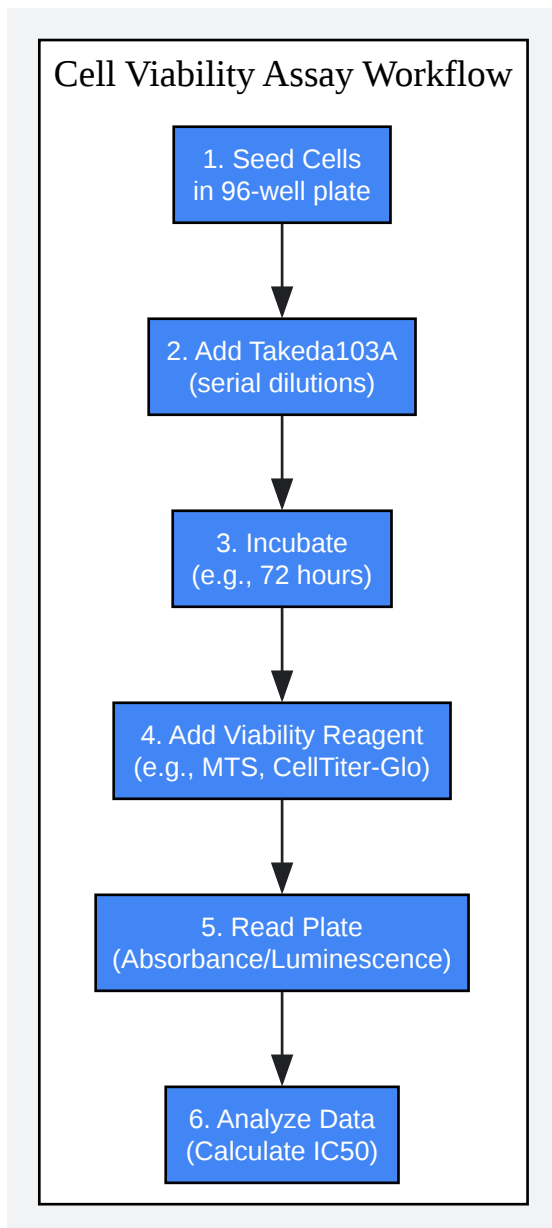 Cell Viability Assay Workflow
1. Seed Cells
in 96-well plate
2. Add Takeda103A
(serial dilutions)
3. Incubate
(e.g., 72 hours)
4. Add Viability Reagent
(e.g., MTS, CellTiter-Glo)
5. Read Plate
(Absorbance/Luminescence)
6. Analyze Data
(Calculate IC50)